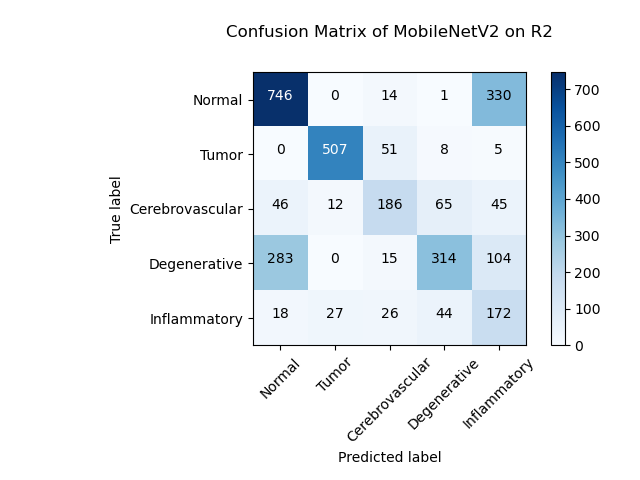 Confusion Matrix of MobileNetV2 on R2
True label
Normal 746 0 14 1 330
Tumor 0 507 51 8 5
Cerebrovascular 46 12 186 65 45
Degenerative 283 0 15 314 104
Inflammatory 18 27 26 44 172
Normal Tumor Cerebrovascular Degenerative Inflammatory
Predicted label
700
600
500
400
300
200
100
0